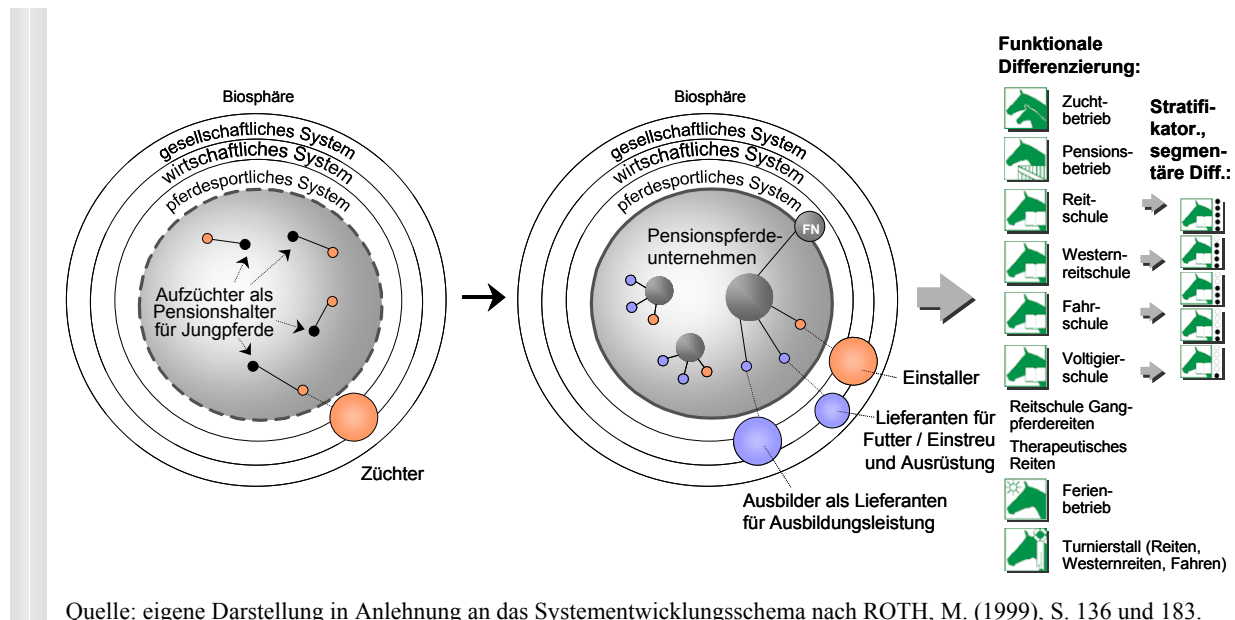 Biosphäre
gesellschaftliches System
wirtschaftliches System
pferdesportliches System
Aufzüchter als
Pensionshalter
für Jungpferde
Züchter
Biosphäre
gesellschaftliches System
wirtschaftliches System
pferdesportliches System
FN
Pensionspferde-
unternehmen
Einstaller
Lieferanten für
Futter / Einstreu
und Ausrüstung
Ausbilder als Lieferanten
für Ausbildungsleistung
Funktionale
Differenzierung:
Zucht-
betrieb
Pensions-
betrieb
Reit-
schule
Western-
reitschule
Fahr-
schule
Voltigier-
schule
Reitschule Gang-
pferdereiten
Therapeutisches
Reiten
Ferien-
betrieb
Turnierstall (Reiten,
Westernreiten, Fahren)
Stratifi-
kator.,
segmen-
täre Diff.:
Quelle: eigene Darstellung in Anlehnung an das Systementwicklungsschema nach ROTH, M. (1999), S. 136 und 183.